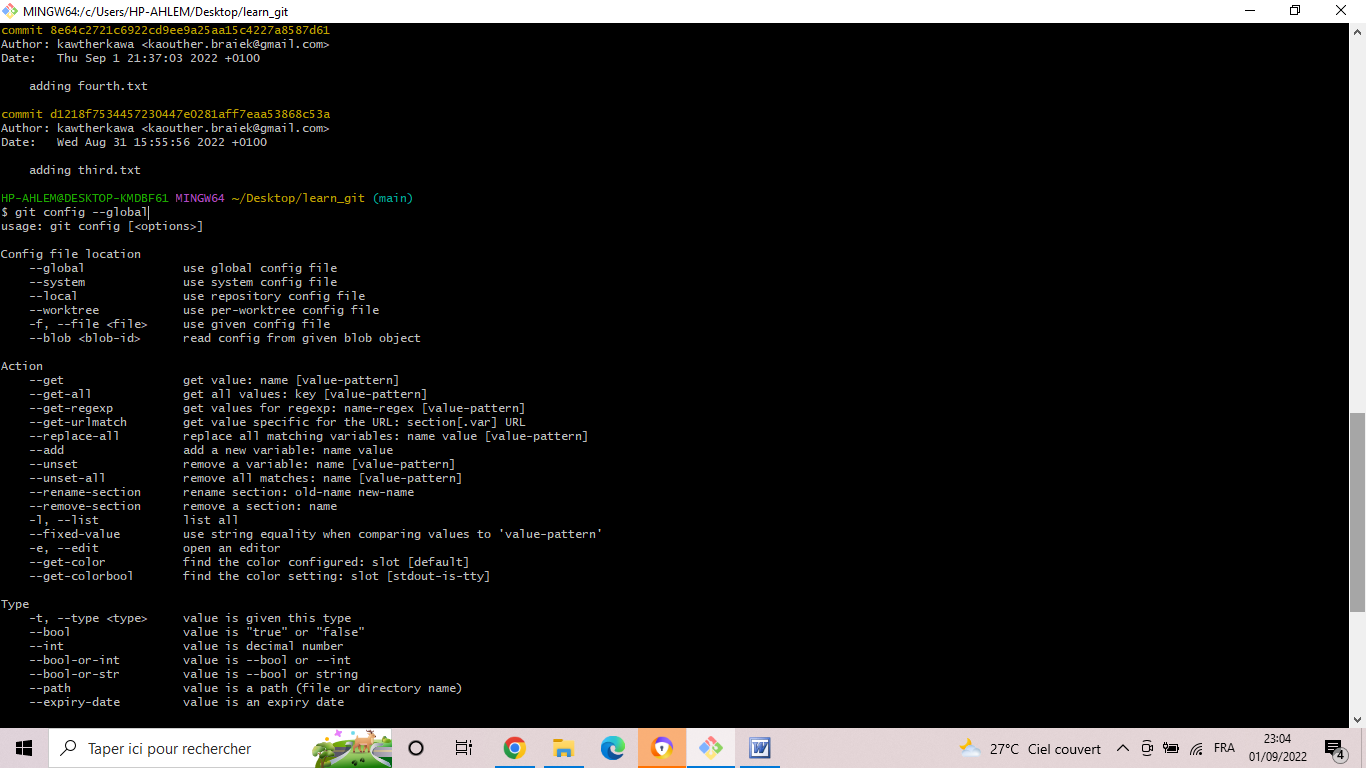 MINGW64:/c/Users/HP-AHLEM/Desktop/learn_git
commit 8e64c2721c6922cd9ee9a25aa15c4227a8587d61
Author: kawtherkawa <kaouther.braiek@gmail.com>
Date:   Thu Sep 1 21:37:03 2022 +0100
    adding fourth.txt
commit d1218f7534457230447e0281aff7eaa53868c53a
Author: kawtherkawa <kaouther.braiek@gmail.com>
Date:   Wed Aug 31 15:55:56 2022 +0100
    adding third.txt
HP-AHLEM@DESKTOP-KMDBF61 MINGW64 ~/Desktop/learn_git (main)
$ git config --global
usage: git config [<options>]
Config file location
    --global              use global config file
    --system              use system config file
    --local               use repository config file
    --worktree            use per-worktree config file
    -f, --file <file>     use given config file
    --blob <blob-id>      read config from given blob object
Action
    --get                 get value: name [value-pattern]
    --get-all             get all values: key [value-pattern]
    --get-regexp          get values for regexp: name-regex [value-pattern]
    --get-urlmatch        get value specific for the URL: section[.var] URL
    --replace-all         replace all matching variables: name value [value-pattern]
    --add                 add a new variable: name value
    --unset               remove a variable: name [value-pattern]
    --unset-all           remove all matches: name [value-pattern]
    --rename-section      rename section: old-name new-name
    --remove-section      remove a section: name
    -l, --list            list all
    --fixed-value         use string equality when comparing values to 'value-pattern'
    -e, --edit            open an editor
    --get-color           find the color configured: slot [default]
    --get-colorbool       find the color setting: slot [stdout-is-tty]
Type
    -t, --type <type>     value is given this type
    --bool                value is "true" or "false"
    --int                 value is decimal number
    --bool-or-int         value is --bool or --int
    --bool-or-str         value is --bool or string
    --path                value is a path (file or directory name)
    --expiry-date         value is an expiry date
Taper ici pour rechercher
W
27°C Ciel couvert
FRA
23:04
01/09/2022
4